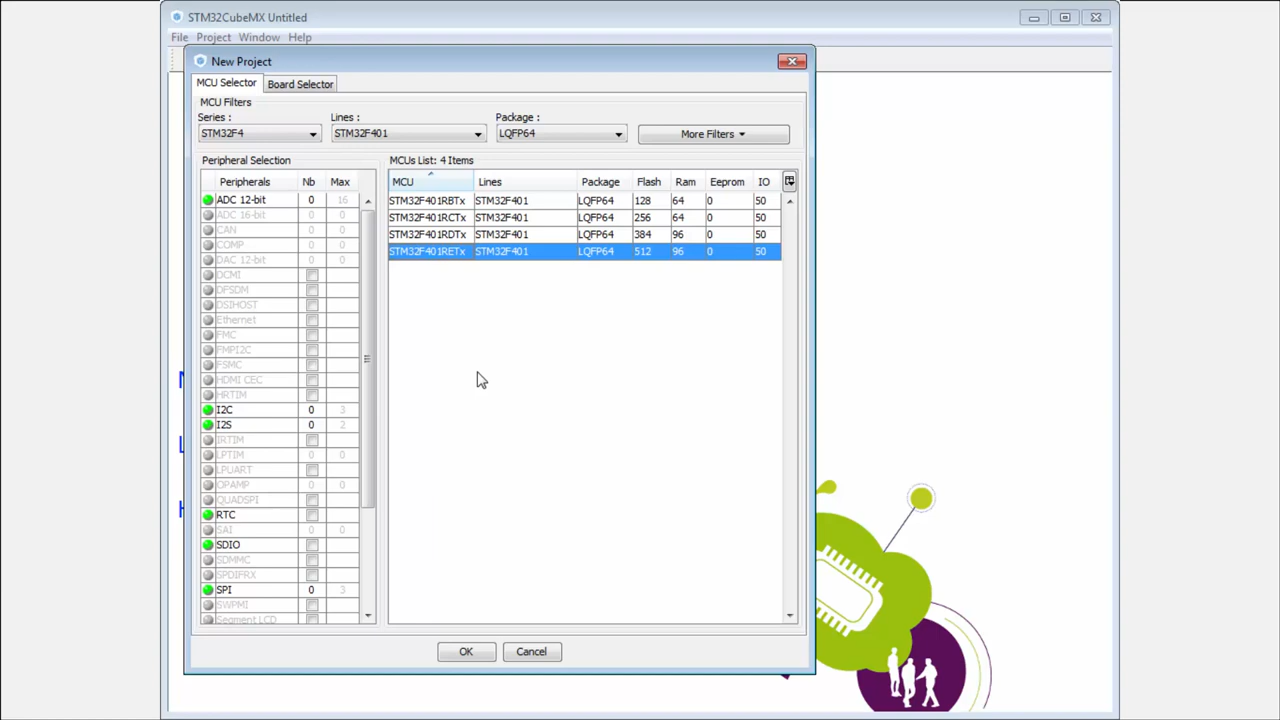 STM32CubeMX Untitled
File Project Window Help
New Project
MCU Selector Board Selector
MCU Filters
Series : Lines : Package :
STM32F4 STM32F401 LQFP64 More Filters
Peripheral Selection MCUs List: 4 Items
Peripherals Nb Max MCU Lines Package Flash Ram Eeprom IO
ADC 12-bit 0 16 STM32F401RBTx STM32F401 LQFP64 128 64 0 50
ADC 16-bit 0 0 STM32F401RCTx STM32F401 LQFP64 256 64 0 50
CAN 0 0 STM32F401RDTx STM32F401 LQFP64 384 96 0 50
COMP 0 0 STM32F401RETx STM32F401 LQFP64 512 96 0 50
DAC 12-bit 0 0
DCMI
DFSDM
DSIHOST
Ethernet
FMC
FMPI2C
FSMC
HDMI CEC
HRTIM
I2C 0 3
I2S 0 2
IRTIM
LPTIM 0 0
LPUART
OPAMP 0 0
QUADSPI
RTC
SAI 0 0
SDIO
SDMMC
SPDIFRX
SPI 0 3
SWPMI
Segment LCD
OK Cancel